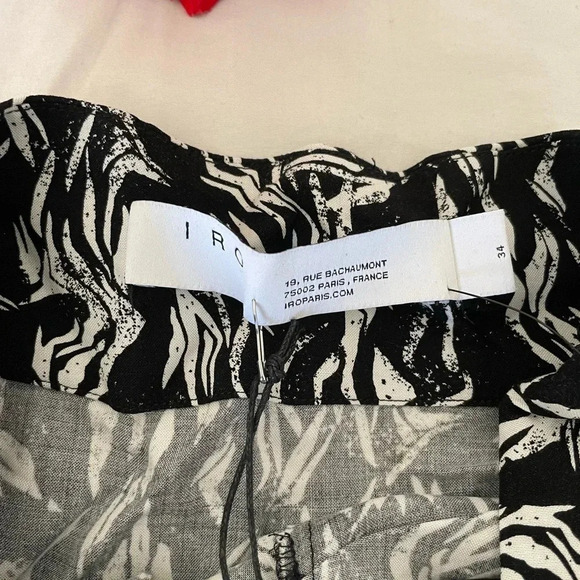 IRO
19, RUE BACHAUMONT
75002 PARIS, FRANCE
IROPARIS.COM
34